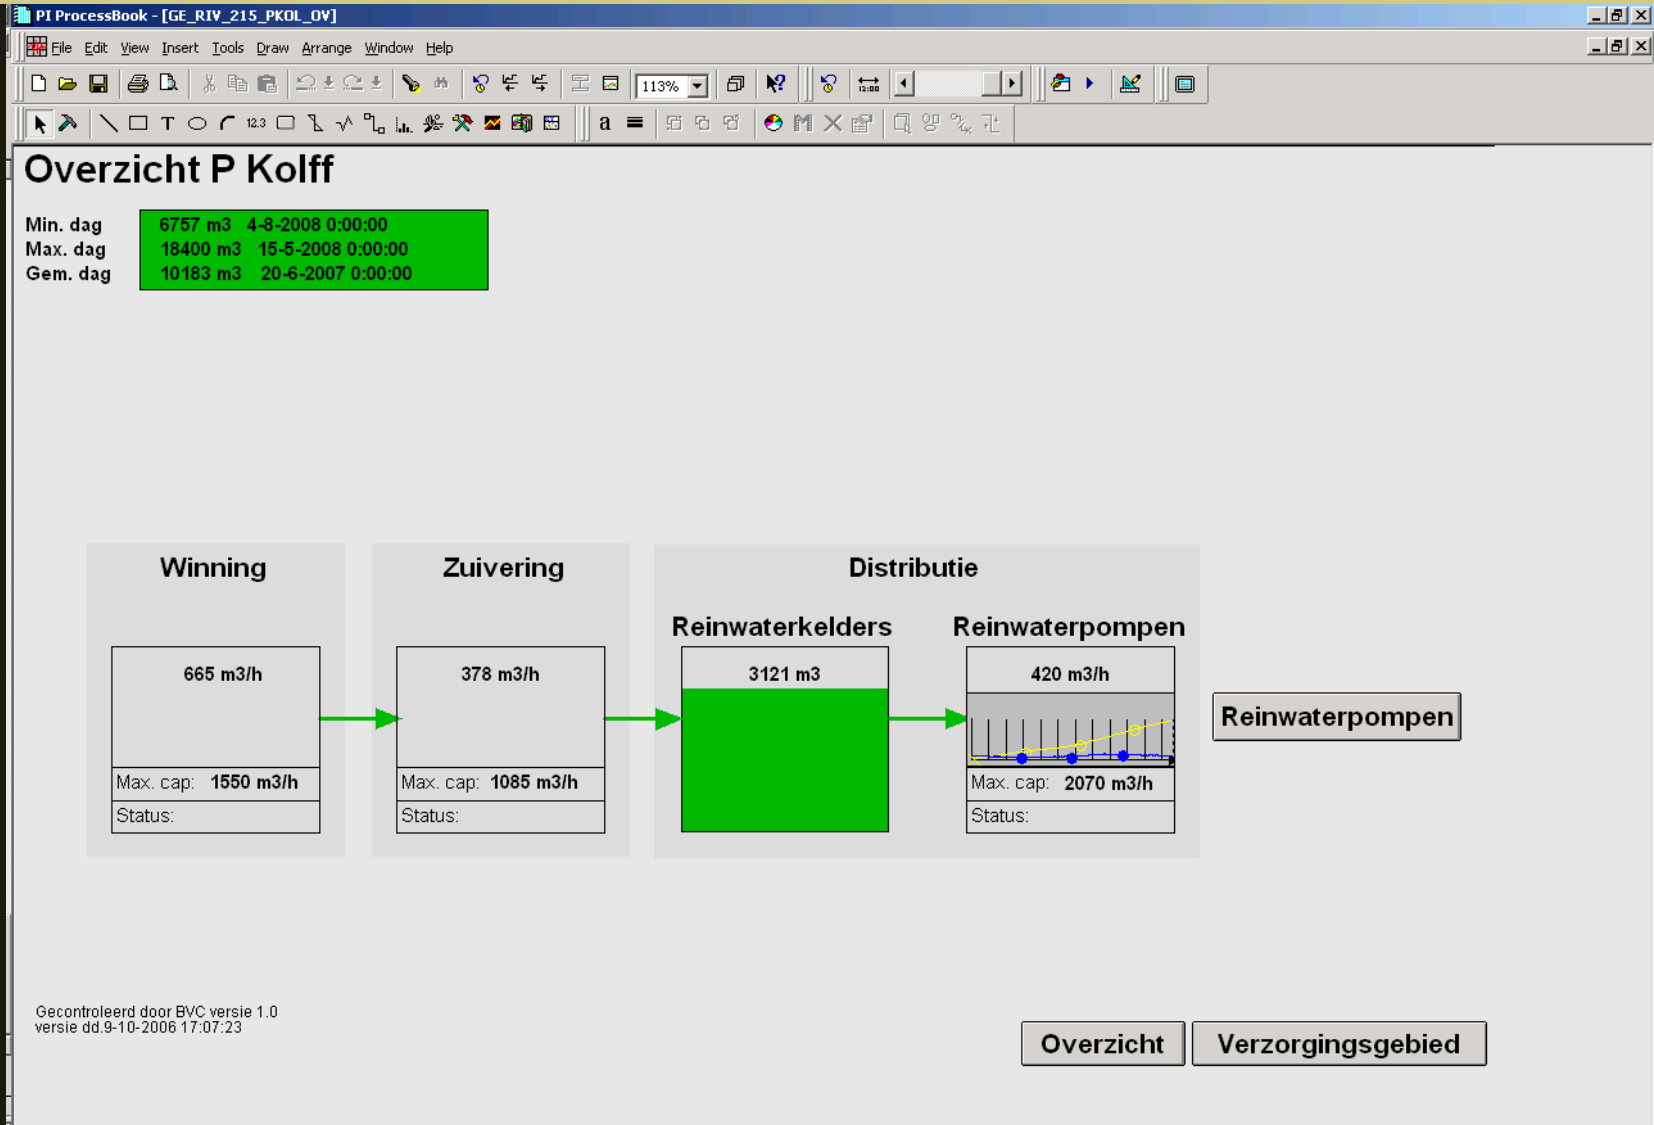 PI ProcessBook - [GE_RIV_215_PKOL_OV]
File Edit View Insert Tools Draw Arrange Window Help
113%
12:00
T 12.3 a
Overzicht P Kolff
Min. dag 6757 m3 4-8-2008 0:00:00
Max. dag 18400 m3 15-5-2008 0:00:00
Gem. dag 10183 m3 20-6-2007 0:00:00
Winning
Zuivering
Distributie
Reinwaterkelders
Reinwaterpompen
665 m3/h
378 m3/h
3121 m3
420 m3/h
Reinwaterpompen
Max. cap: 1550 m3/h
Max. cap: 1085 m3/h
Max. cap: 2070 m3/h
Status:
Status:
Status:
Gecontroleerd door BVC versie 1.0
versie dd.9-10-2006 17:07:23
Overzicht
Verzorgingsgebied